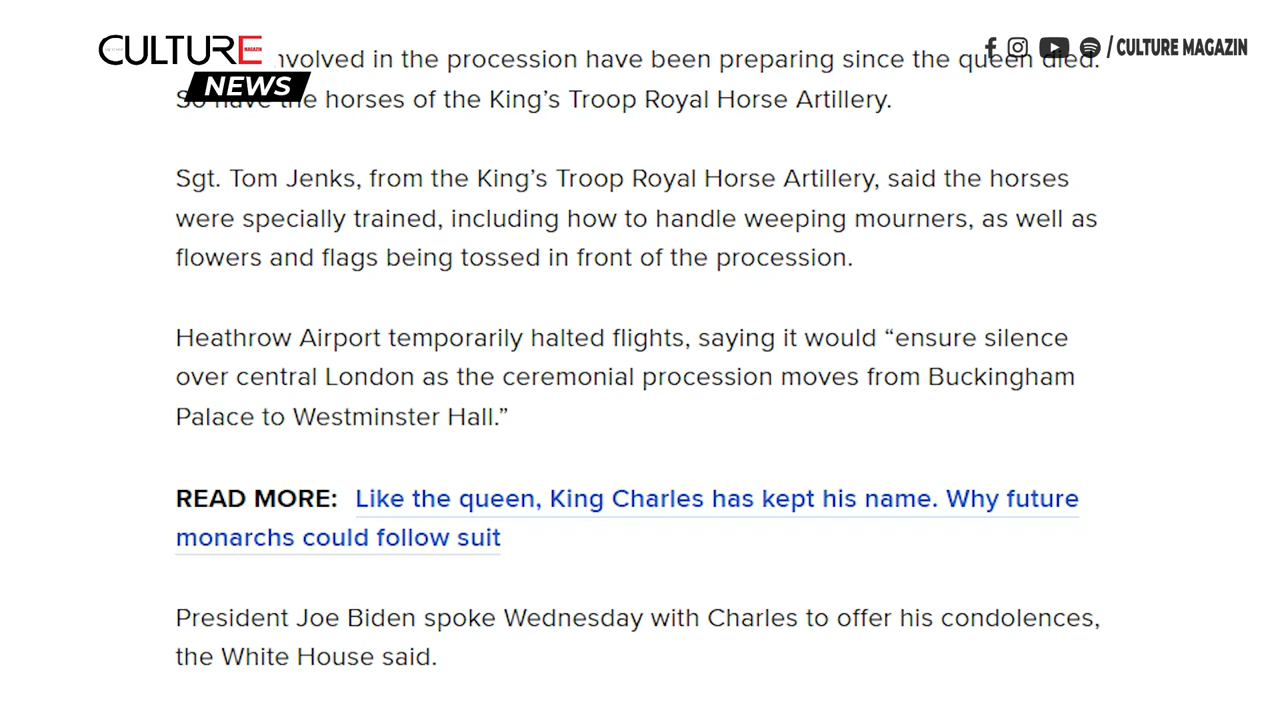 CULTURE
MAGAZIN
NEWS
/ CULTURE MAGAZIN
involved in the procession have been preparing since the queen died.
So have the horses of the King’s Troop Royal Horse Artillery.
Sgt. Tom Jenks, from the King’s Troop Royal Horse Artillery, said the horses
were specially trained, including how to handle weeping mourners, as well as
flowers and flags being tossed in front of the procession.
Heathrow Airport temporarily halted flights, saying it would “ensure silence
over central London as the ceremonial procession moves from Buckingham
Palace to Westminster Hall.”
READ MORE: Like the queen, King Charles has kept his name. Why future
monarchs could follow suit
President Joe Biden spoke Wednesday with Charles to offer his condolences,
the White House said.